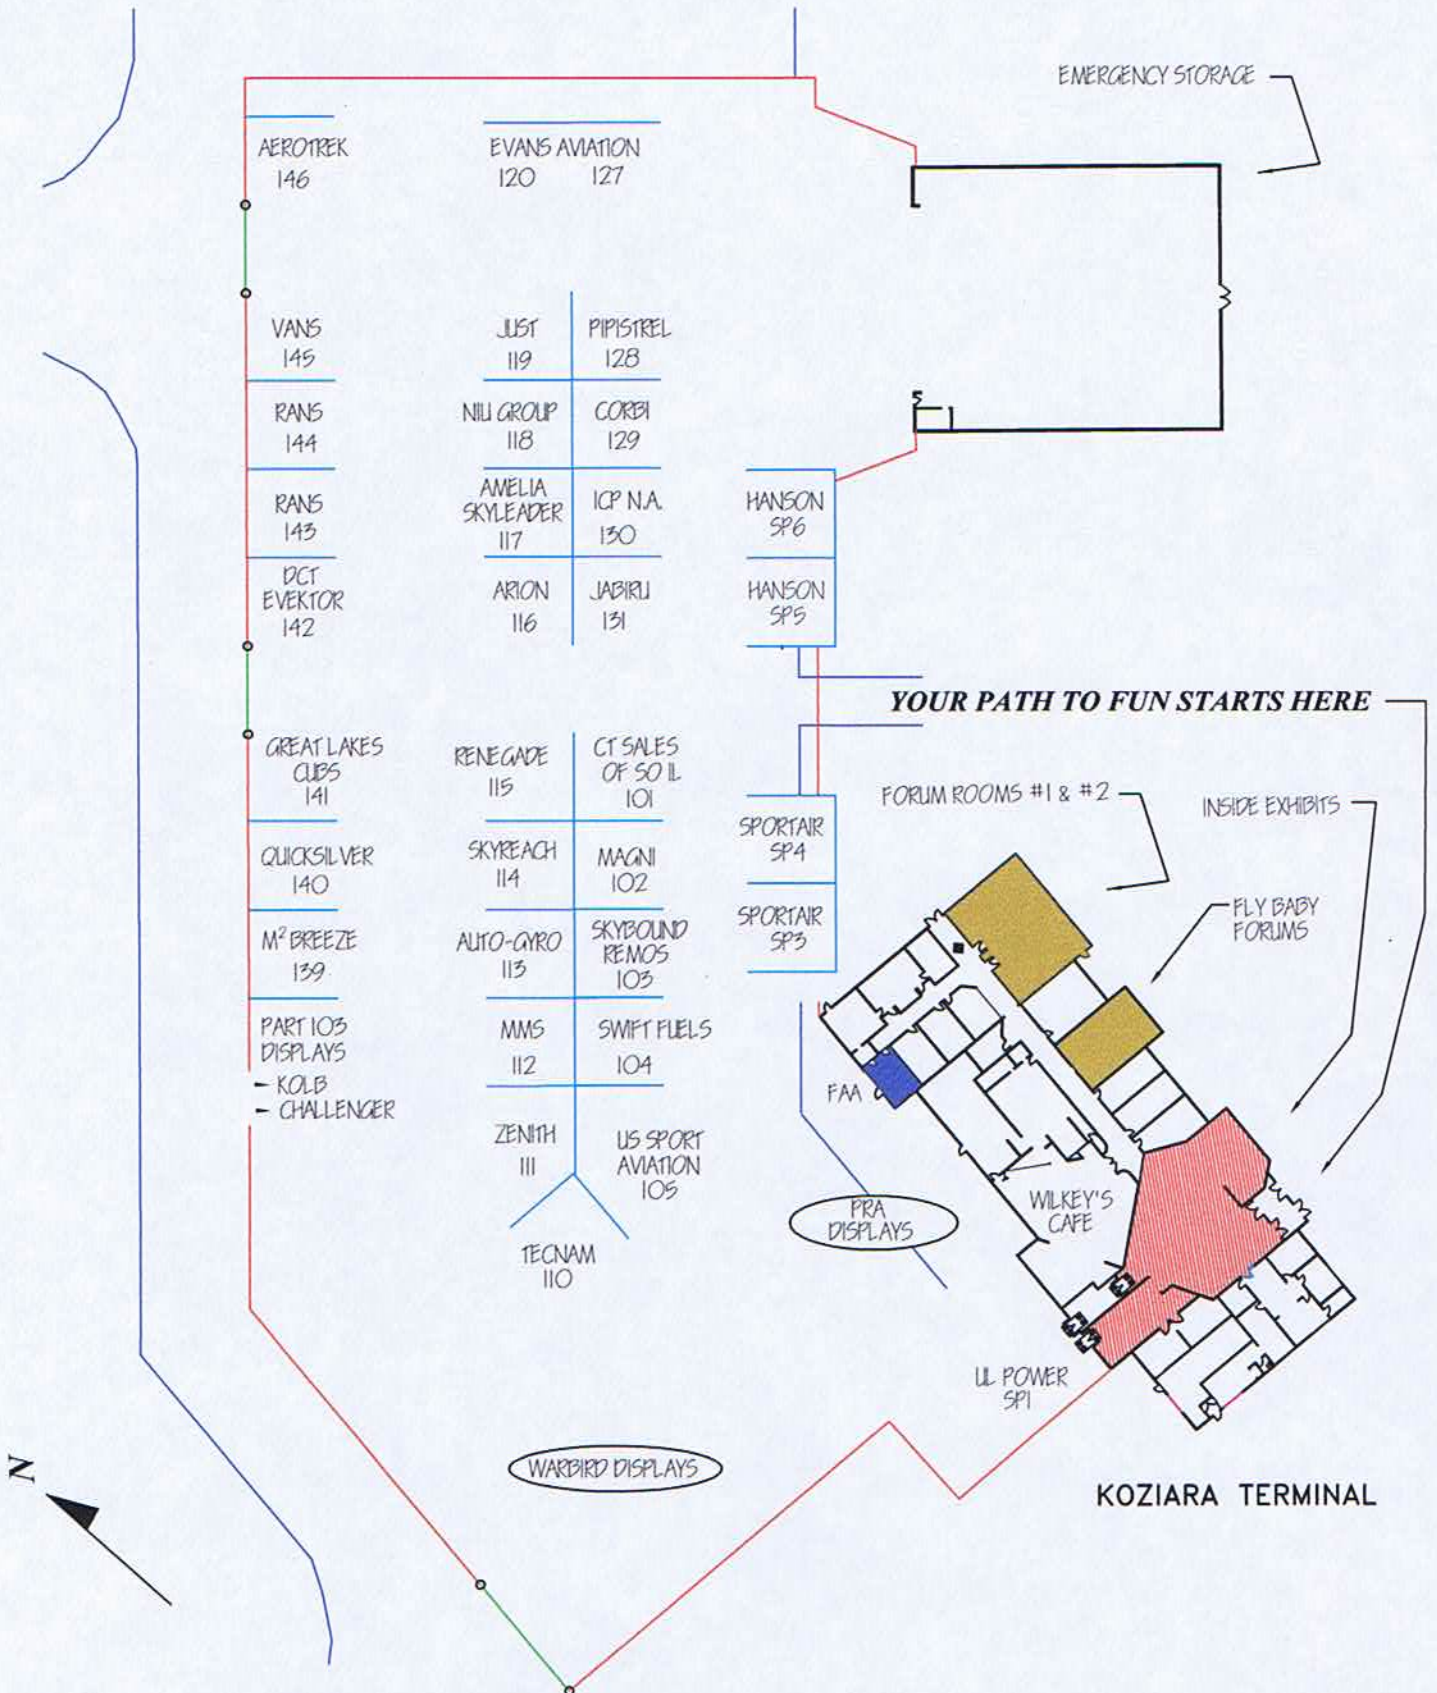 EMERGENCY STORAGE
AEROTREK
146
EVANS AVIATION
120 127
VANS
145
JUST
119
PIPISTREL
128
RANS
144
NIU GROUP
118
CORBI
129
RANS
143
AMELIA
SKYLEADER
117
ICP N.A.
130
HANSON
SP6
DCT
EVEKTOR
142
ARION
116
JABIRU
131
HANSON
SP5
YOUR PATH TO FUN STARTS HERE
GREAT LAKES
CUBS
141
RENEGADE
115
CT SALES
OF SO IL
101
FORUM ROOMS #1 & #2
INSIDE EXHIBITS
SPORTAIR
SP4
QUICKSILVER
140
SKYREACH
114
MAGNI
102
SPORTAIR
SP3
FLY BABY
FORUMS
M² BREEZE
139
AUTO-GYRO
113
SKYBOUND
REMOS
103
PART 103
DISPLAYS
- KOLB
- CHALLENGER
MMS
112
SWIFT FUELS
104
FAA
ZENITH
111
US SPORT
AVIATION
105
PRA
DISPLAYS
WILKEY'S
CAFE
TECNAM
110
UL POWER
SP1
WARBIRD DISPLAYS
N
KOZIARA TERMINAL